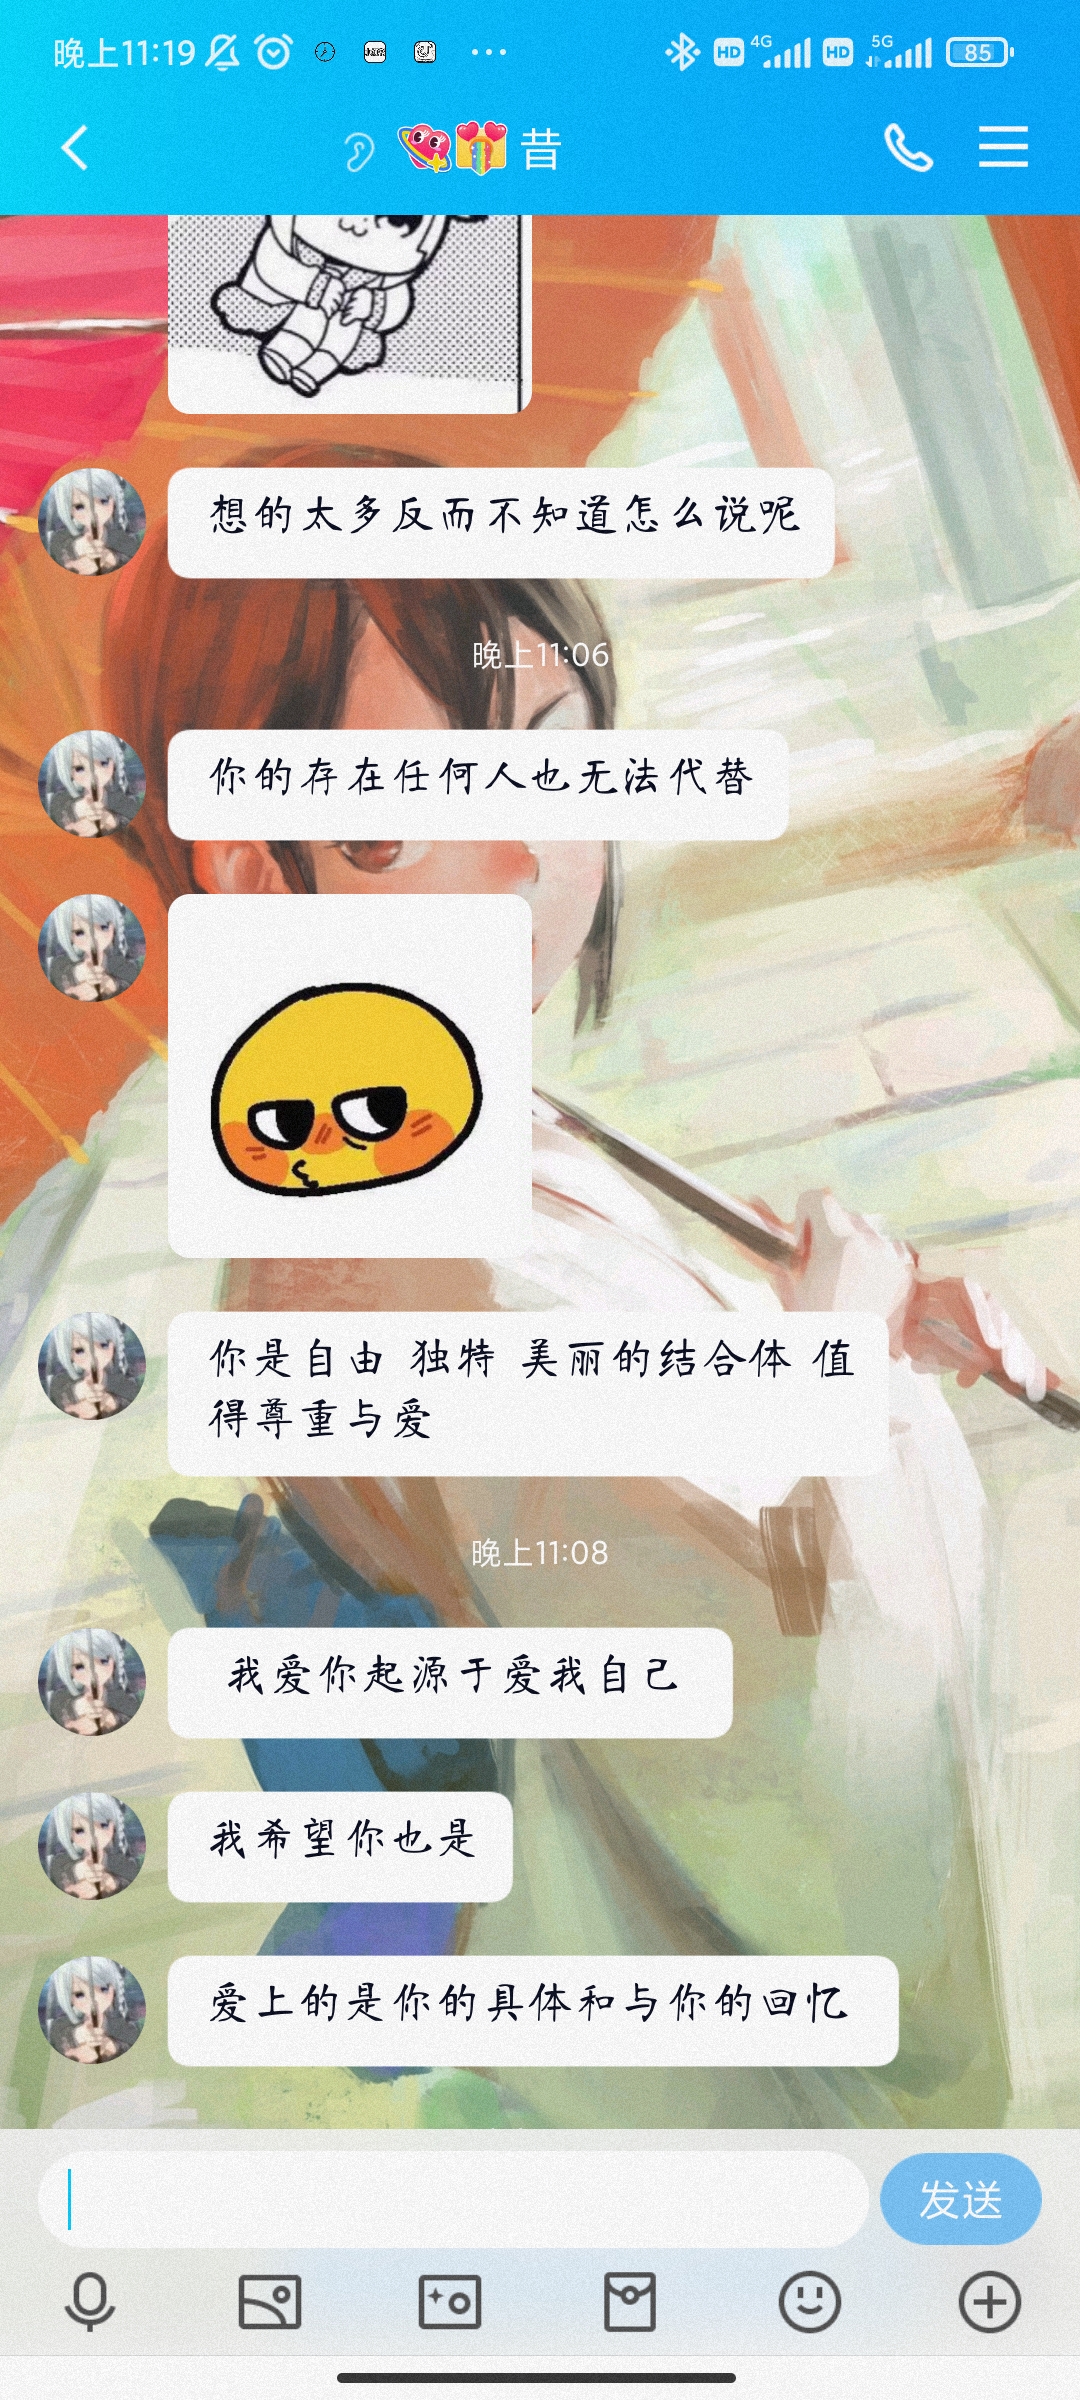 晚上11:19
HD
4G
HD
5G
85
昔
想的太多反而不知道怎么说呢
晚上11:06
你的存在任何人也无法代替
你是自由 独特 美丽的结合体 值
得尊重与爱
晚上11:08
我爱你起源于爱我自己
我希望你也是
爱上的是你的具体和与你的回忆
发送